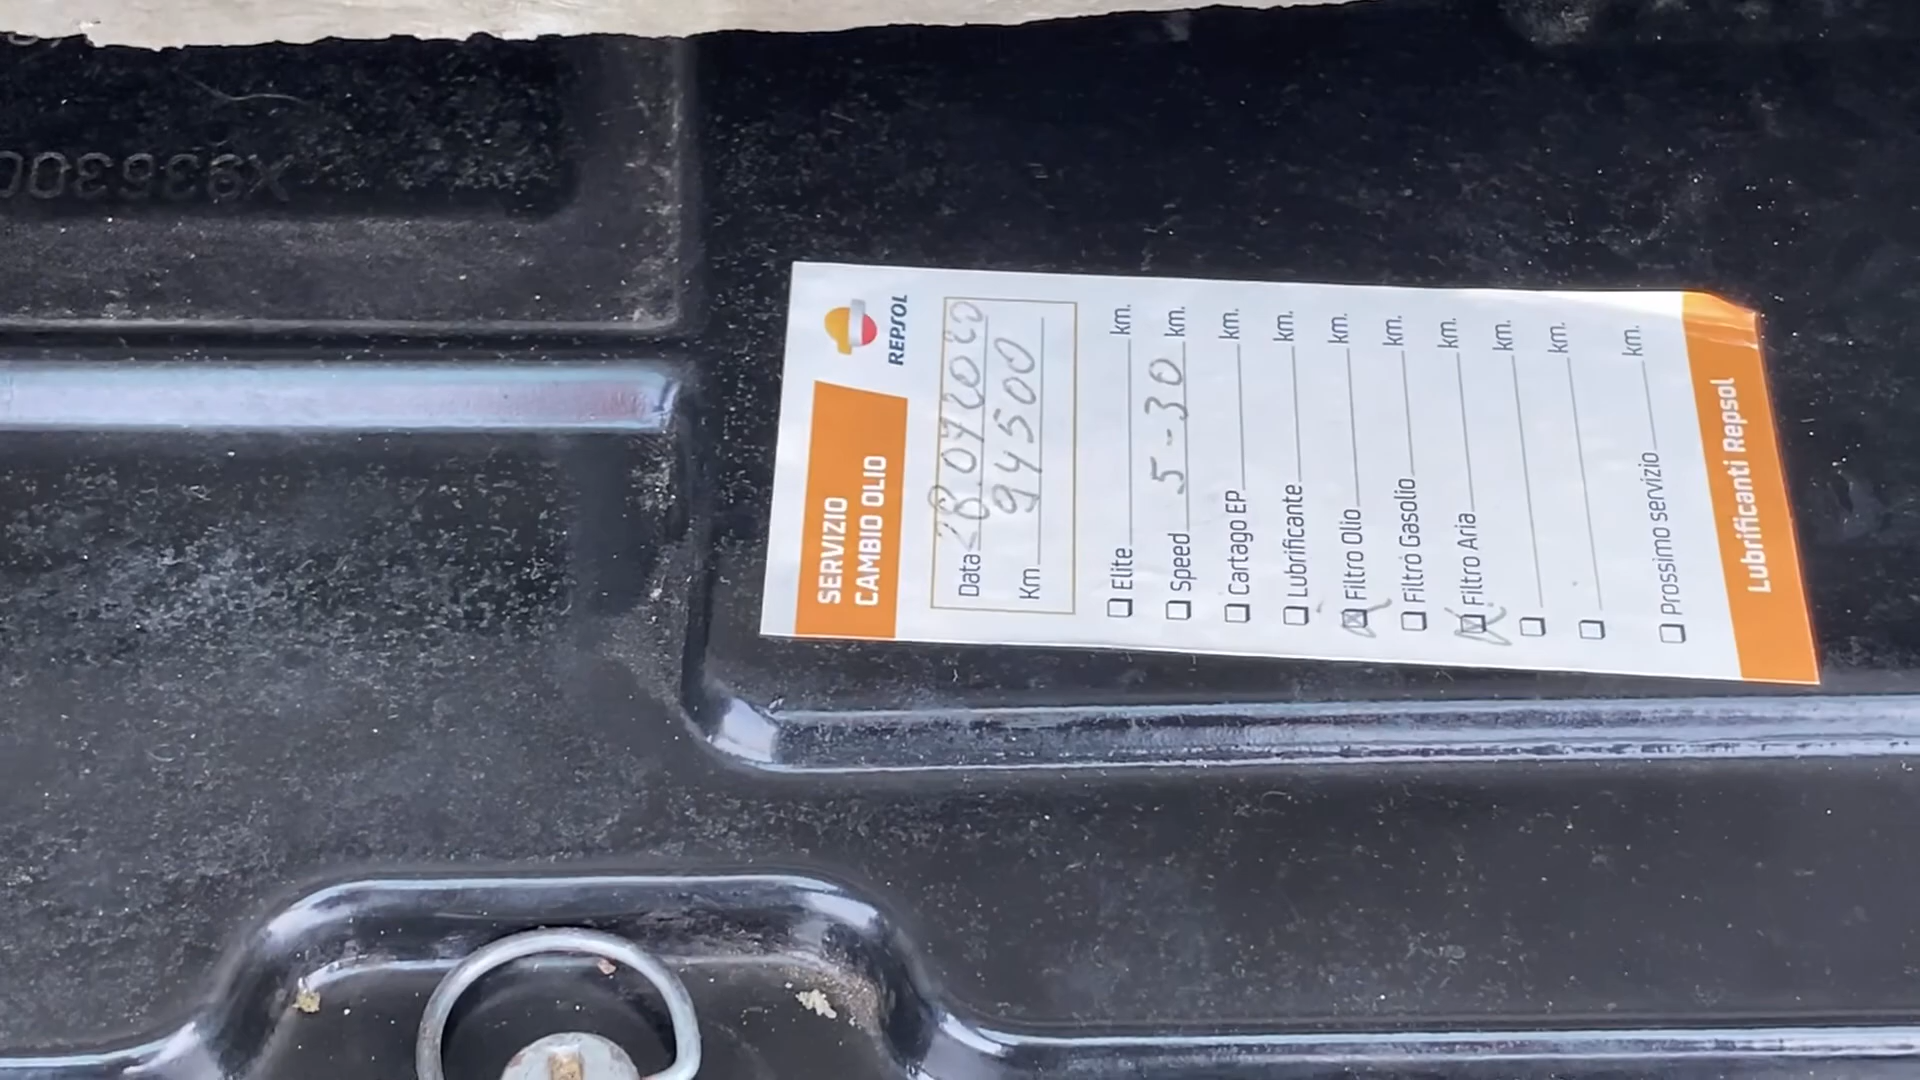 REPSOL
SERVIZIO
CAMBIO OLIO
Data 28.07.2020
Km 94500
Elite km.
Speed 5-30 km.
Cartago EP km.
Lubrificante km.
Filtro Olio km.
Filtro Gasolio km.
Filtro Aria km.
km.
km.
Prossimo servizio km.
Lubrificanti Repsol